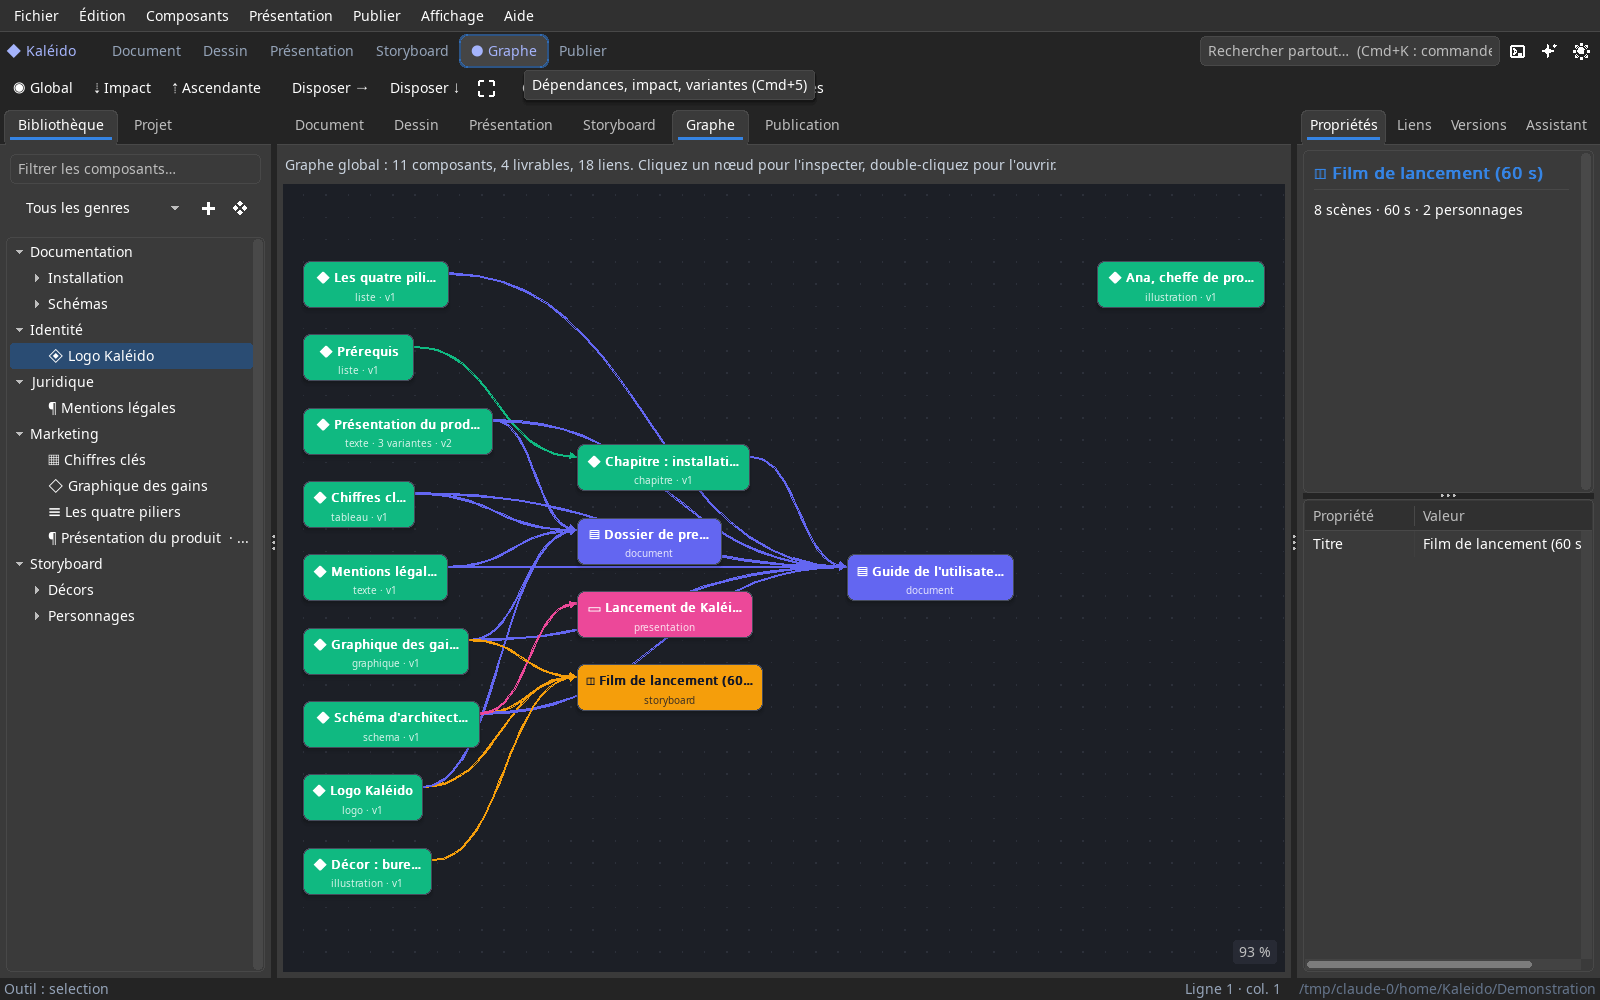 Fichier Édition Composants Présentation Publier Affichage Aide
Kaléido Document Dessin Présentation Storyboard Graphe Publier
Rechercher partout... (Cmd+K : commande
Global ↓ Impact ↑ Ascendante Disposer → Disposer ↓
Dépendances, impact, variantes (Cmd+5)
Bibliothèque Projet
Document Dessin Présentation Storyboard Graphe Publication
Propriétés Liens Versions Assistant
Filtrer les composants...
Tous les genres
Documentation
Installation
Schémas
Identité
Logo Kaléido
Juridique
¶ Mentions légales
Marketing
Chiffres clés
Graphique des gains
Les quatre piliers
¶ Présentation du produit · ...
Storyboard
Décors
Personnages
Graphe global : 11 composants, 4 livrables, 18 liens. Cliquez un nœud pour l'inspecter, double-cliquez pour l'ouvrir.
◆ Les quatre pili...
liste · v1
◆ Ana, cheffe de pro...
illustration · v1
◆ Prérequis
liste · v1
◆ Présentation du prod...
texte · 3 variantes · v2
◆ Chapitre : installati...
chapitre · v1
◆ Chiffres cl...
tableau · v1
Dossier de pre...
document
◆ Mentions légal...
texte · v1
Guide de l'utilisate...
document
Lancement de Kaléi...
presentation
◆ Graphique des gai...
graphique · v1
Film de lancement (60...
storyboard
◆ Schéma d'architect...
schema · v1
◆ Logo Kaléido
logo · v1
◆ Décor : bure...
illustration · v1
93 %
Film de lancement (60 s)
8 scènes · 60 s · 2 personnages
Propriété Valeur
Titre Film de lancement (60 s
Outil : selection
Ligne 1 · col. 1
/tmp/claude-0/home/Kaleido/Demonstration